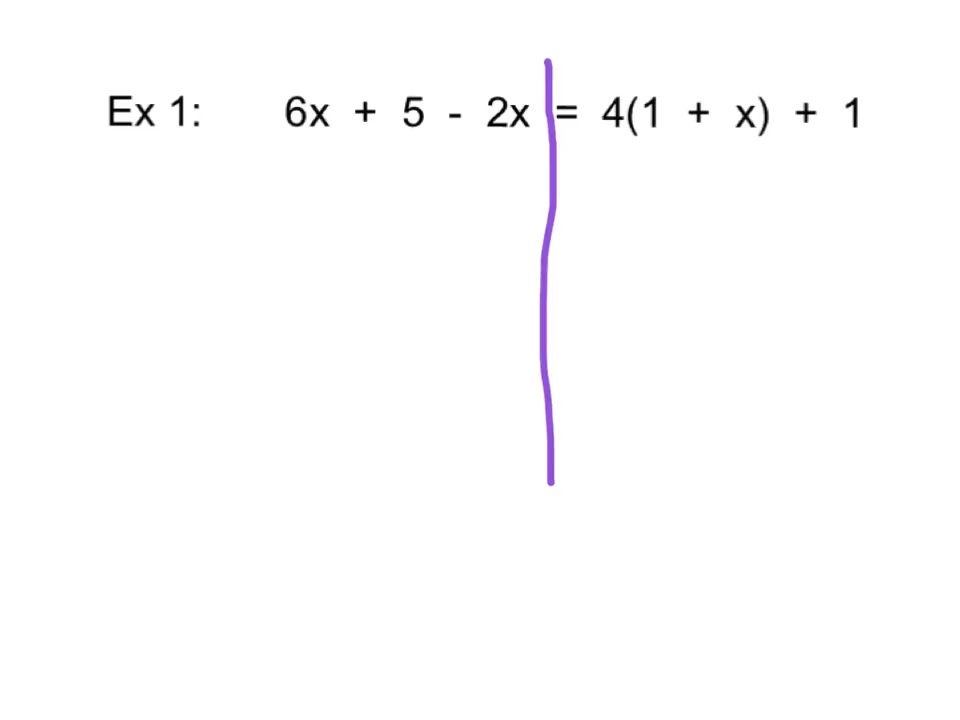 Ex 1: 6x + 5 - 2x = 4(1 + x) + 1